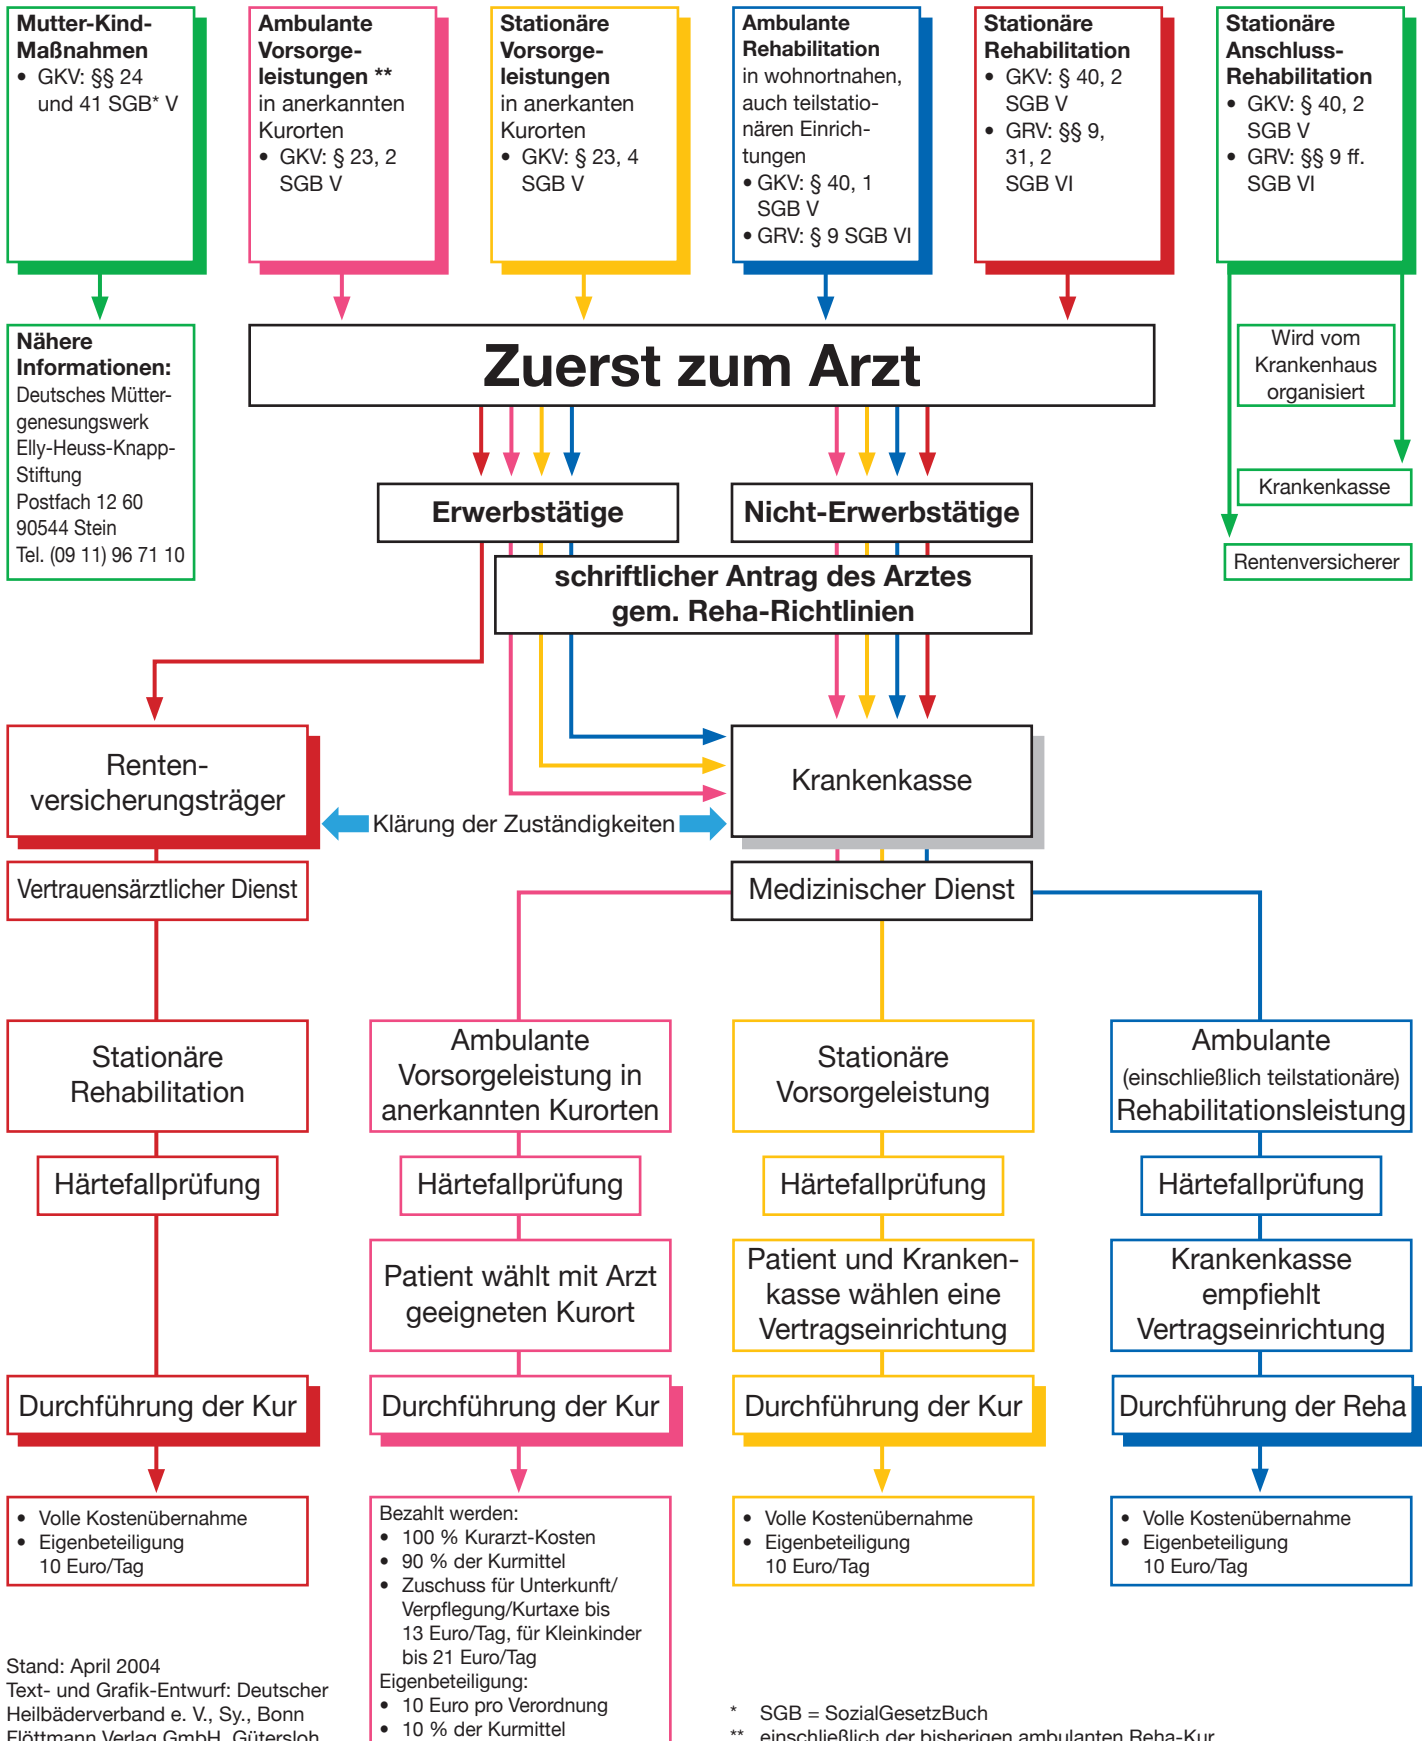 Mutter-Kind-
Maßnahmen
• GKV: §§ 24
und 41 SGB* V
Ambulante
Vorsorge-
leistungen **
in anerkannten
Kurorten
• GKV: § 23, 2
SGB V
Stationäre
Vorsorge-
leistungen
in anerkanten
Kurorten
• GKV: § 23, 4
SGB V
Ambulante
Rehabilitation
in wohnortnahen,
auch teilstatio-
nären Einrich-
tungen
• GKV: § 40, 1
SGB V
• GRV: § 9 SGB VI
Stationäre
Rehabilitation
• GKV: § 40, 2
SGB V
• GRV: §§ 9,
31, 2
SGB VI
Stationäre
Anschluss-
Rehabilitation
• GKV: § 40, 2
SGB V
• GRV: §§ 9 ff.
SGB VI
Nähere
Informationen:
Deutsches Mütter-
genesungswerk
Elly-Heuss-Knapp-
Stiftung
Postfach 12 60
90544 Stein
Tel. (09 11) 96 71 10
Zuerst zum Arzt
Wird vom
Krankenhaus
organisiert
Krankenkasse
Rentenversicherer
Erwerbstätige
Nicht-Erwerbstätige
schriftlicher Antrag des Arztes
gem. Reha-Richtlinien
Renten-
versicherungsträger
Klärung der Zuständigkeiten
Krankenkasse
Vertrauensärztlicher Dienst
Medizinischer Dienst
Stationäre
Rehabilitation
Ambulante
Vorsorgeleistung in
anerkannten Kurorten
Stationäre
Vorsorgeleistung
Ambulante
(einschließlich teilstationäre)
Rehabilitationsleistung
Härtefallprüfung
Härtefallprüfung
Härtefallprüfung
Härtefallprüfung
Patient wählt mit Arzt
geeigneten Kurort
Patient und Kranken-
kasse wählen eine
Vertragseinrichtung
Krankenkasse
empfiehlt
Vertragseinrichtung
Durchführung der Kur
Durchführung der Kur
Durchführung der Kur
Durchführung der Reha
• Volle Kostenübernahme
• Eigenbeteiligung
10 Euro/Tag
Bezahlt werden:
• 100 % Kurarzt-Kosten
• 90 % der Kurmittel
• Zuschuss für Unterkunft/
Verpflegung/Kurtaxe bis
13 Euro/Tag, für Kleinkinder
bis 21 Euro/Tag
Eigenbeteiligung:
• 10 Euro pro Verordnung
• 10 % der Kurmittel
• Volle Kostenübernahme
• Eigenbeteiligung
10 Euro/Tag
• Volle Kostenübernahme
• Eigenbeteiligung
10 Euro/Tag
Stand: April 2004
Text- und Grafik-Entwurf: Deutscher
Heilbäderverband e. V., Sy., Bonn
Flöttmann Verlag GmbH, Gütersloh
* SGB = SozialGesetzBuch
** einschließlich der bisherigen ambulanten Reha-Kur